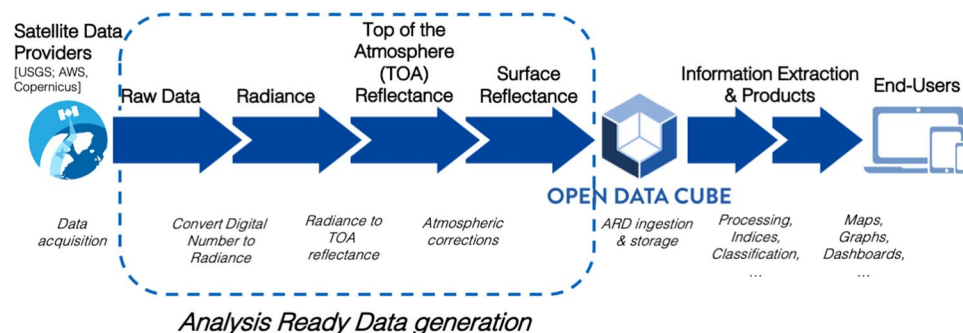 Satellite Data
Providers
[USGS; AWS,
Copernicus]
Raw Data
Radiance
Top of the
Atmosphere
(TOA)
Reflectance
Surface
Reflectance
Information Extraction
& Products
End-Users
OPEN DATA CUBE
Data
acquisition
Convert Digital
Number to
Radiance
Radiance to
TOA
reflectance
Atmospheric
corrections
ARD ingestion
& storage
Processing,
Indices,
Classification,
...
Maps,
Graphs,
Dashboards,
...
Analysis Ready Data generation